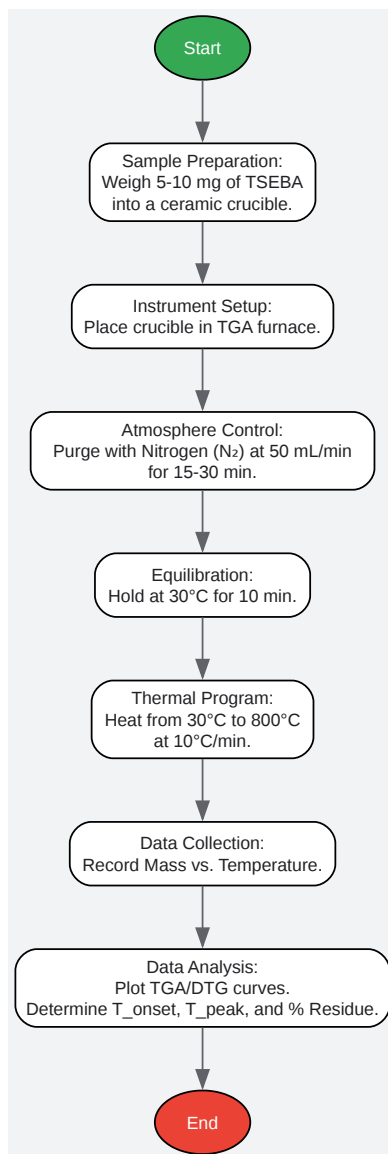 Start
Sample Preparation:
Weigh 5-10 mg of TSEBA
into a ceramic crucible.
Instrument Setup:
Place crucible in TGA furnace.
Atmosphere Control:
Purge with Nitrogen (N₂) at 50 mL/min
for 15-30 min.
Equilibration:
Hold at 30°C for 10 min.
Thermal Program:
Heat from 30°C to 800°C
at 10°C/min.
Data Collection:
Record Mass vs. Temperature.
Data Analysis:
Plot TGA/DTG curves.
Determine T_onset, T_peak, and % Residue.
End